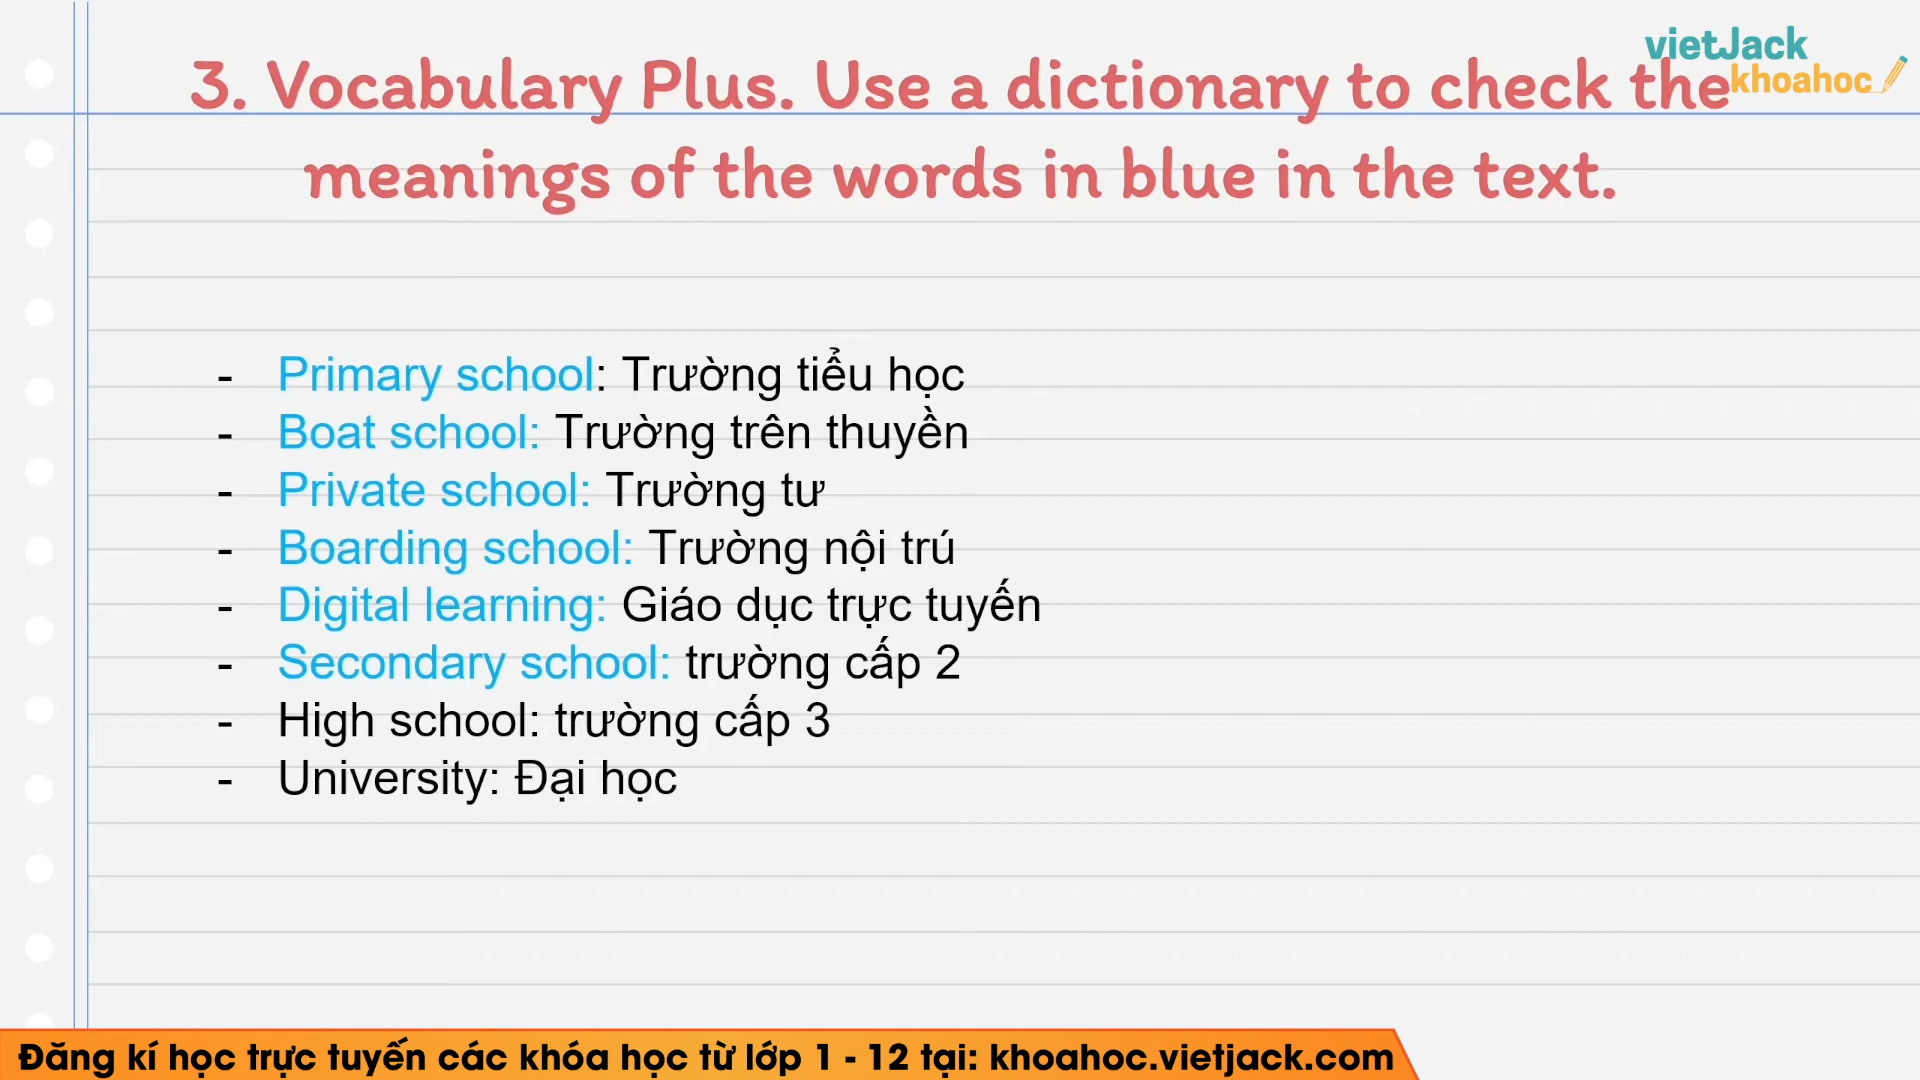 vietJack
khoahoc
3. Vocabulary Plus. Use a dictionary to check the
meanings of the words in blue in the text.
- Primary school: Trường tiểu học
- Boat school: Trường trên thuyền
- Private school: Trường tư
- Boarding school: Trường nội trú
- Digital learning: Giáo dục trực tuyến
- Secondary school: trường cấp 2
- High school: trường cấp 3
- University: Đại học
Đăng kí học trực tuyến các khóa học từ lớp 1 - 12 tại: khoahoc.vietjack.com